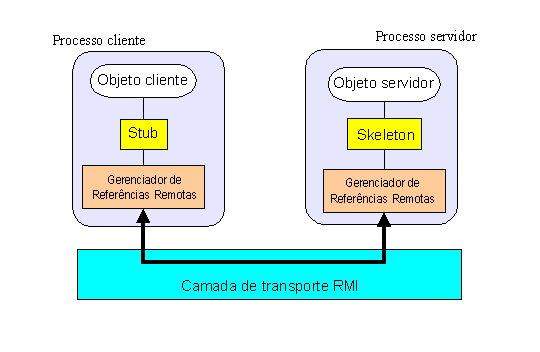 Processo cliente
Processo servidor
Objeto cliente
Objeto servidor
Stub
Skeleton
Gerenciador de
Referências Remotas
Gerenciador de
Referências Remotas
Camada de transporte RMI